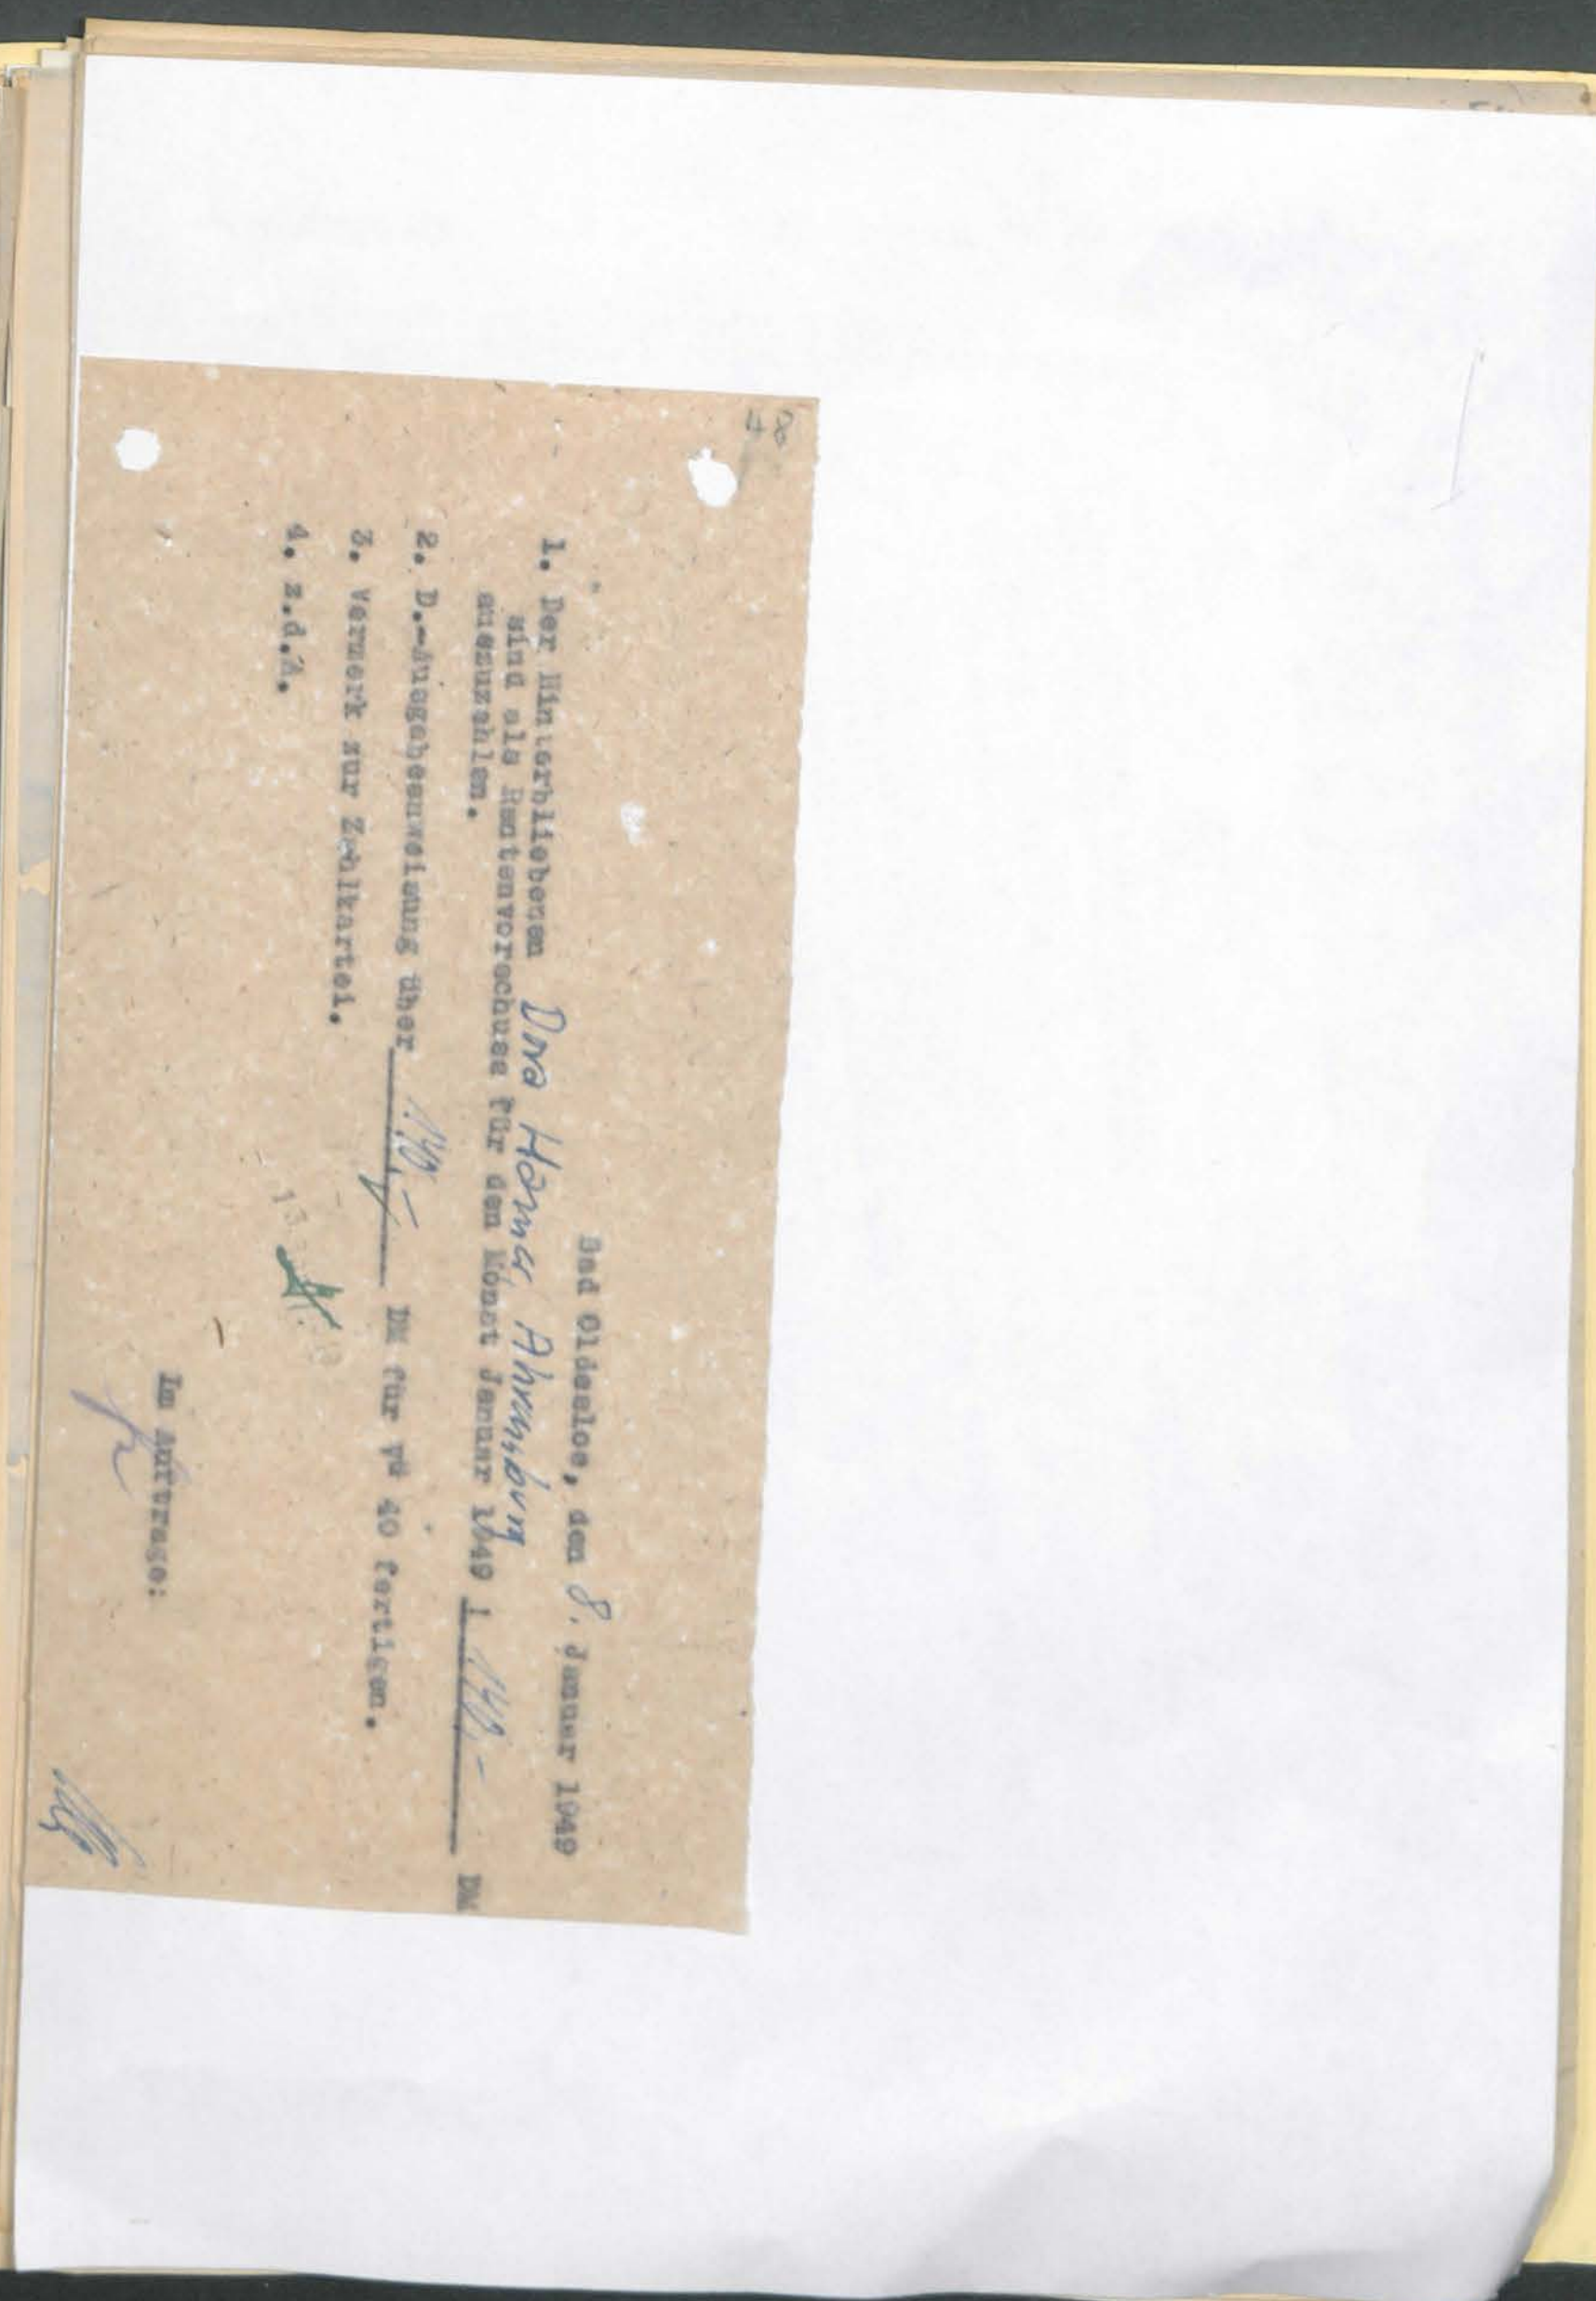 48
Bad Oldesloe, den 8. Januar 1949
1. Der Hinterbliebenen Dora
Ahrensburg
sind als Rentenvorschuss für den Monat Januar 1949 1 140.- DM
auszuzahlen.
2. D.-Ausgabeanweisung über 140.- DM für VÜ 40 fertigen.
3. Vermerk zur Zahlkartei.
4. z.d.A.
Im Auftrage: